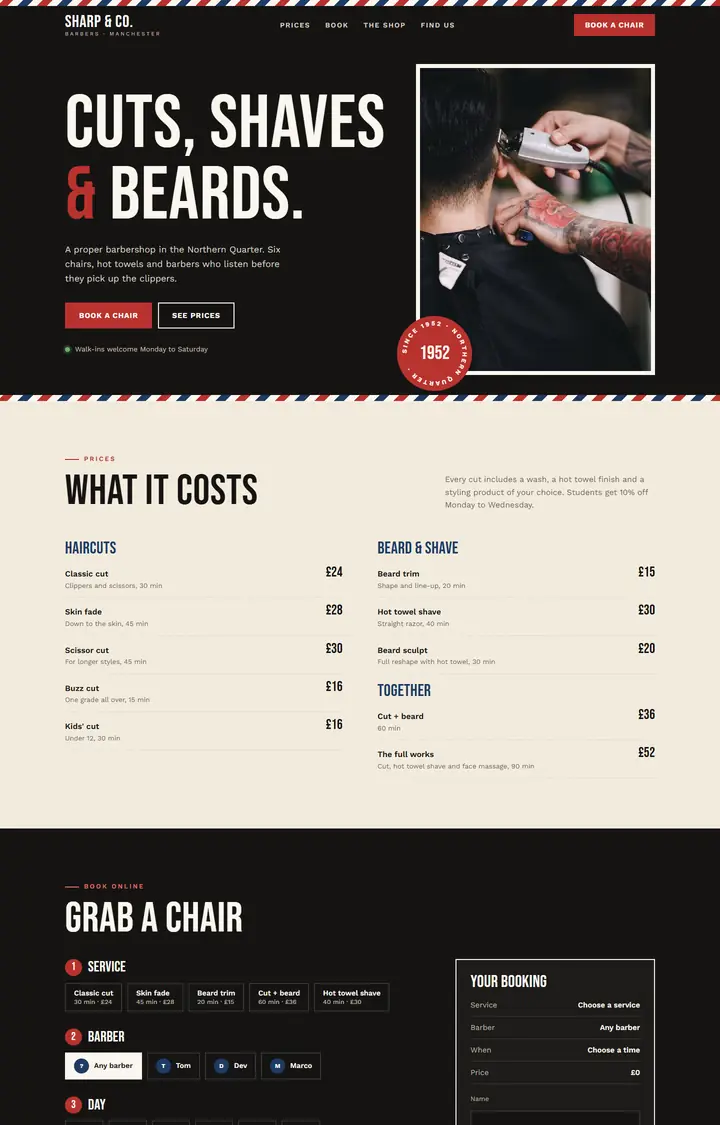 SHARP & CO.
BARBERS · MANCHESTER
PRICES BOOK THE SHOP FIND US
BOOK A CHAIR
CUTS, SHAVES
& BEARDS.
A proper barbershop in the Northern Quarter. Six
chairs, hot towels and barbers who listen before
they pick up the clippers.
BOOK A CHAIR
SEE PRICES
Walk-ins welcome Monday to Saturday
SINCE 1952 · NORTHERN QUARTER ·
1952
PRICES
WHAT IT COSTS
Every cut includes a wash, a hot towel finish and a
styling product of your choice. Students get 10% off
Monday to Wednesday.
HAIRCUTS
Classic cut £24
Clippers and scissors, 30 min
Skin fade £28
Down to the skin, 45 min
Scissor cut £30
For longer styles, 45 min
Buzz cut £16
One grade all over, 15 min
Kids' cut £16
Under 12, 30 min
BEARD & SHAVE
Beard trim £15
Shape and line-up, 20 min
Hot towel shave £30
Straight razor, 40 min
Beard sculpt £20
Full reshape with hot towel, 30 min
TOGETHER
Cut + beard £36
60 min
The full works £52
Cut, hot towel shave and face massage, 90 min
BOOK ONLINE
GRAB A CHAIR
1 SERVICE
Classic cut
30 min · £24
Skin fade
45 min · £28
Beard trim
20 min · £15
Cut + beard
60 min · £36
Hot towel shave
40 min · £30
2 BARBER
? Any barber
T Tom
D Dev
M Marco
3 DAY
YOUR BOOKING
Service Choose a service
Barber Any barber
When Choose a time
Price £0
Name